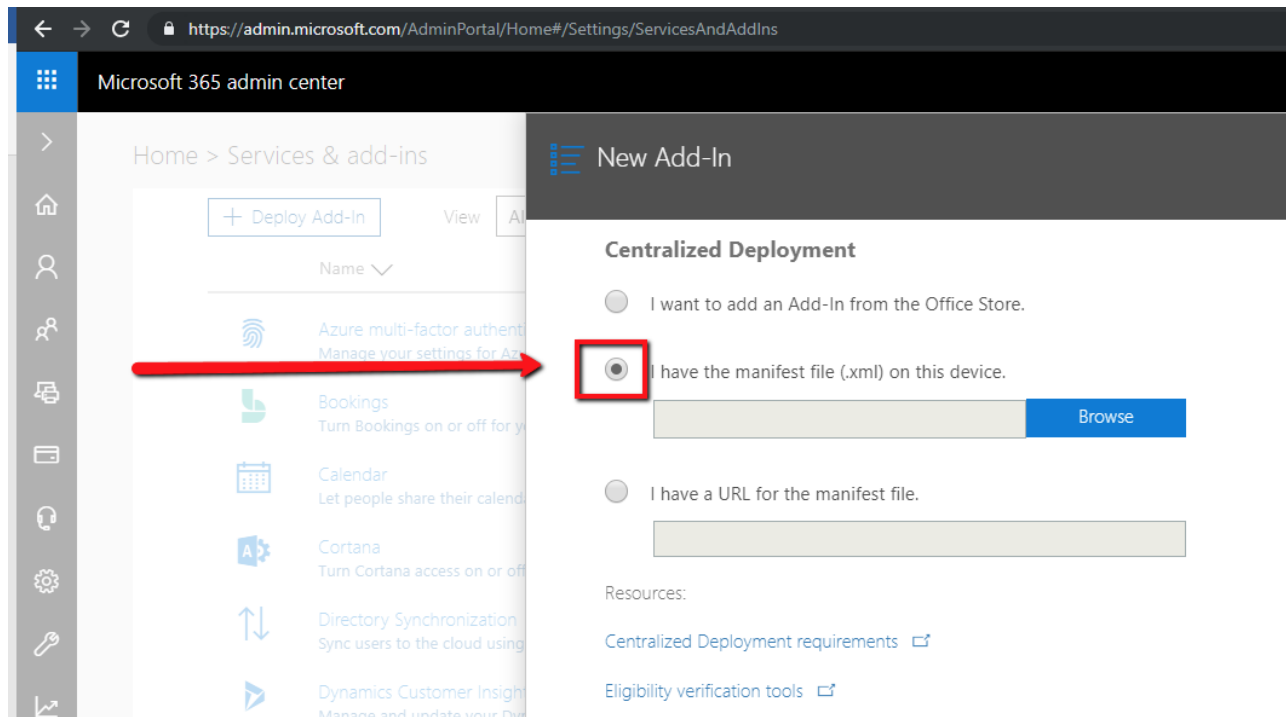 https://admin.microsoft.com/AdminPortal/Home#/Settings/ServicesAndAddIns
Microsoft 365 admin center
Home > Services & add-ins
New Add-In
+ Deploy Add-In View
Name
Azure multi-factor
Manage your settings for
Bookings
Turn Bookings on or off for
Calendar
Let people share their
Cortana
Turn Cortana access on or off
Directory Synchronization
Sync users to the cloud using
Dynamics Customer
Manage and update your
Centralized Deployment
I want to add an Add-In from the Office Store.
I have the manifest file (.xml) on this device.
Browse
I have a URL for the manifest file.
Resources:
Centralized Deployment requirements
Eligibility verification tools